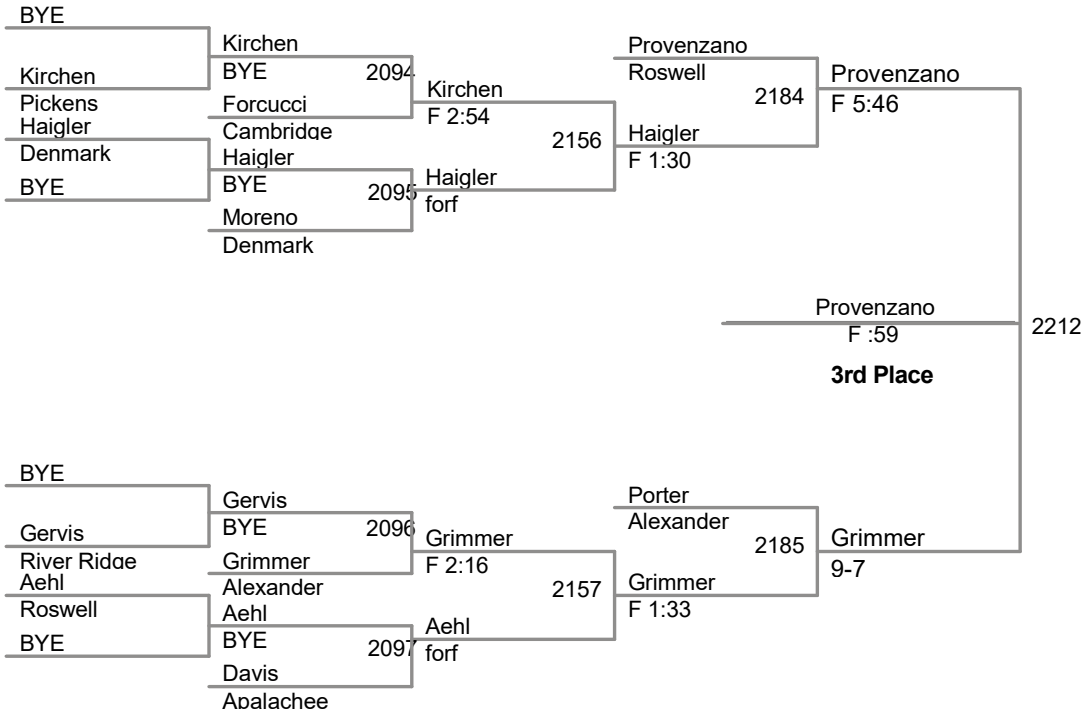 BYE
Kirchen
Pickens
Haigler
Denmark
BYE
Kirchen
BYE
2094
Forcucci
Cambridge
Haigler
BYE
2095
Moreno
Denmark
Kirchen
F 2:54
2156
Haigler
forf
Provenzano
Roswell
2184
Haigler
F 1:30
Provenzano
F 5:46
Provenzano
F :59
3rd Place
2212
BYE
Gervis
River Ridge
Aehl
Roswell
BYE
Gervis
BYE
2096
Grimmer
Alexander
Aehl
BYE
2097
Davis
Apalachee
Grimmer
F 2:16
2157
Aehl
forf
Porter
Alexander
2185
Grimmer
F 1:33
Grimmer
9-7